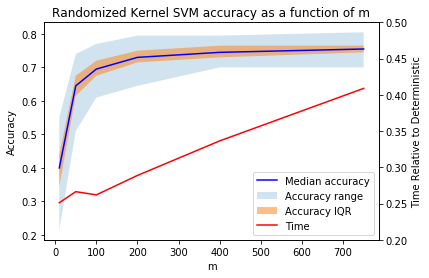 Randomized Kernel SVM accuracy as a function of m
0.8
0.7
0.6
0.5
0.4
0.3
0.2
Accuracy
0.50
0.45
0.40
0.35
0.30
0.25
0.20
Time Relative to Deterministic
Median accuracy
Accuracy range
Accuracy IQR
Time
0 100 200 300 400 500 600 700
m